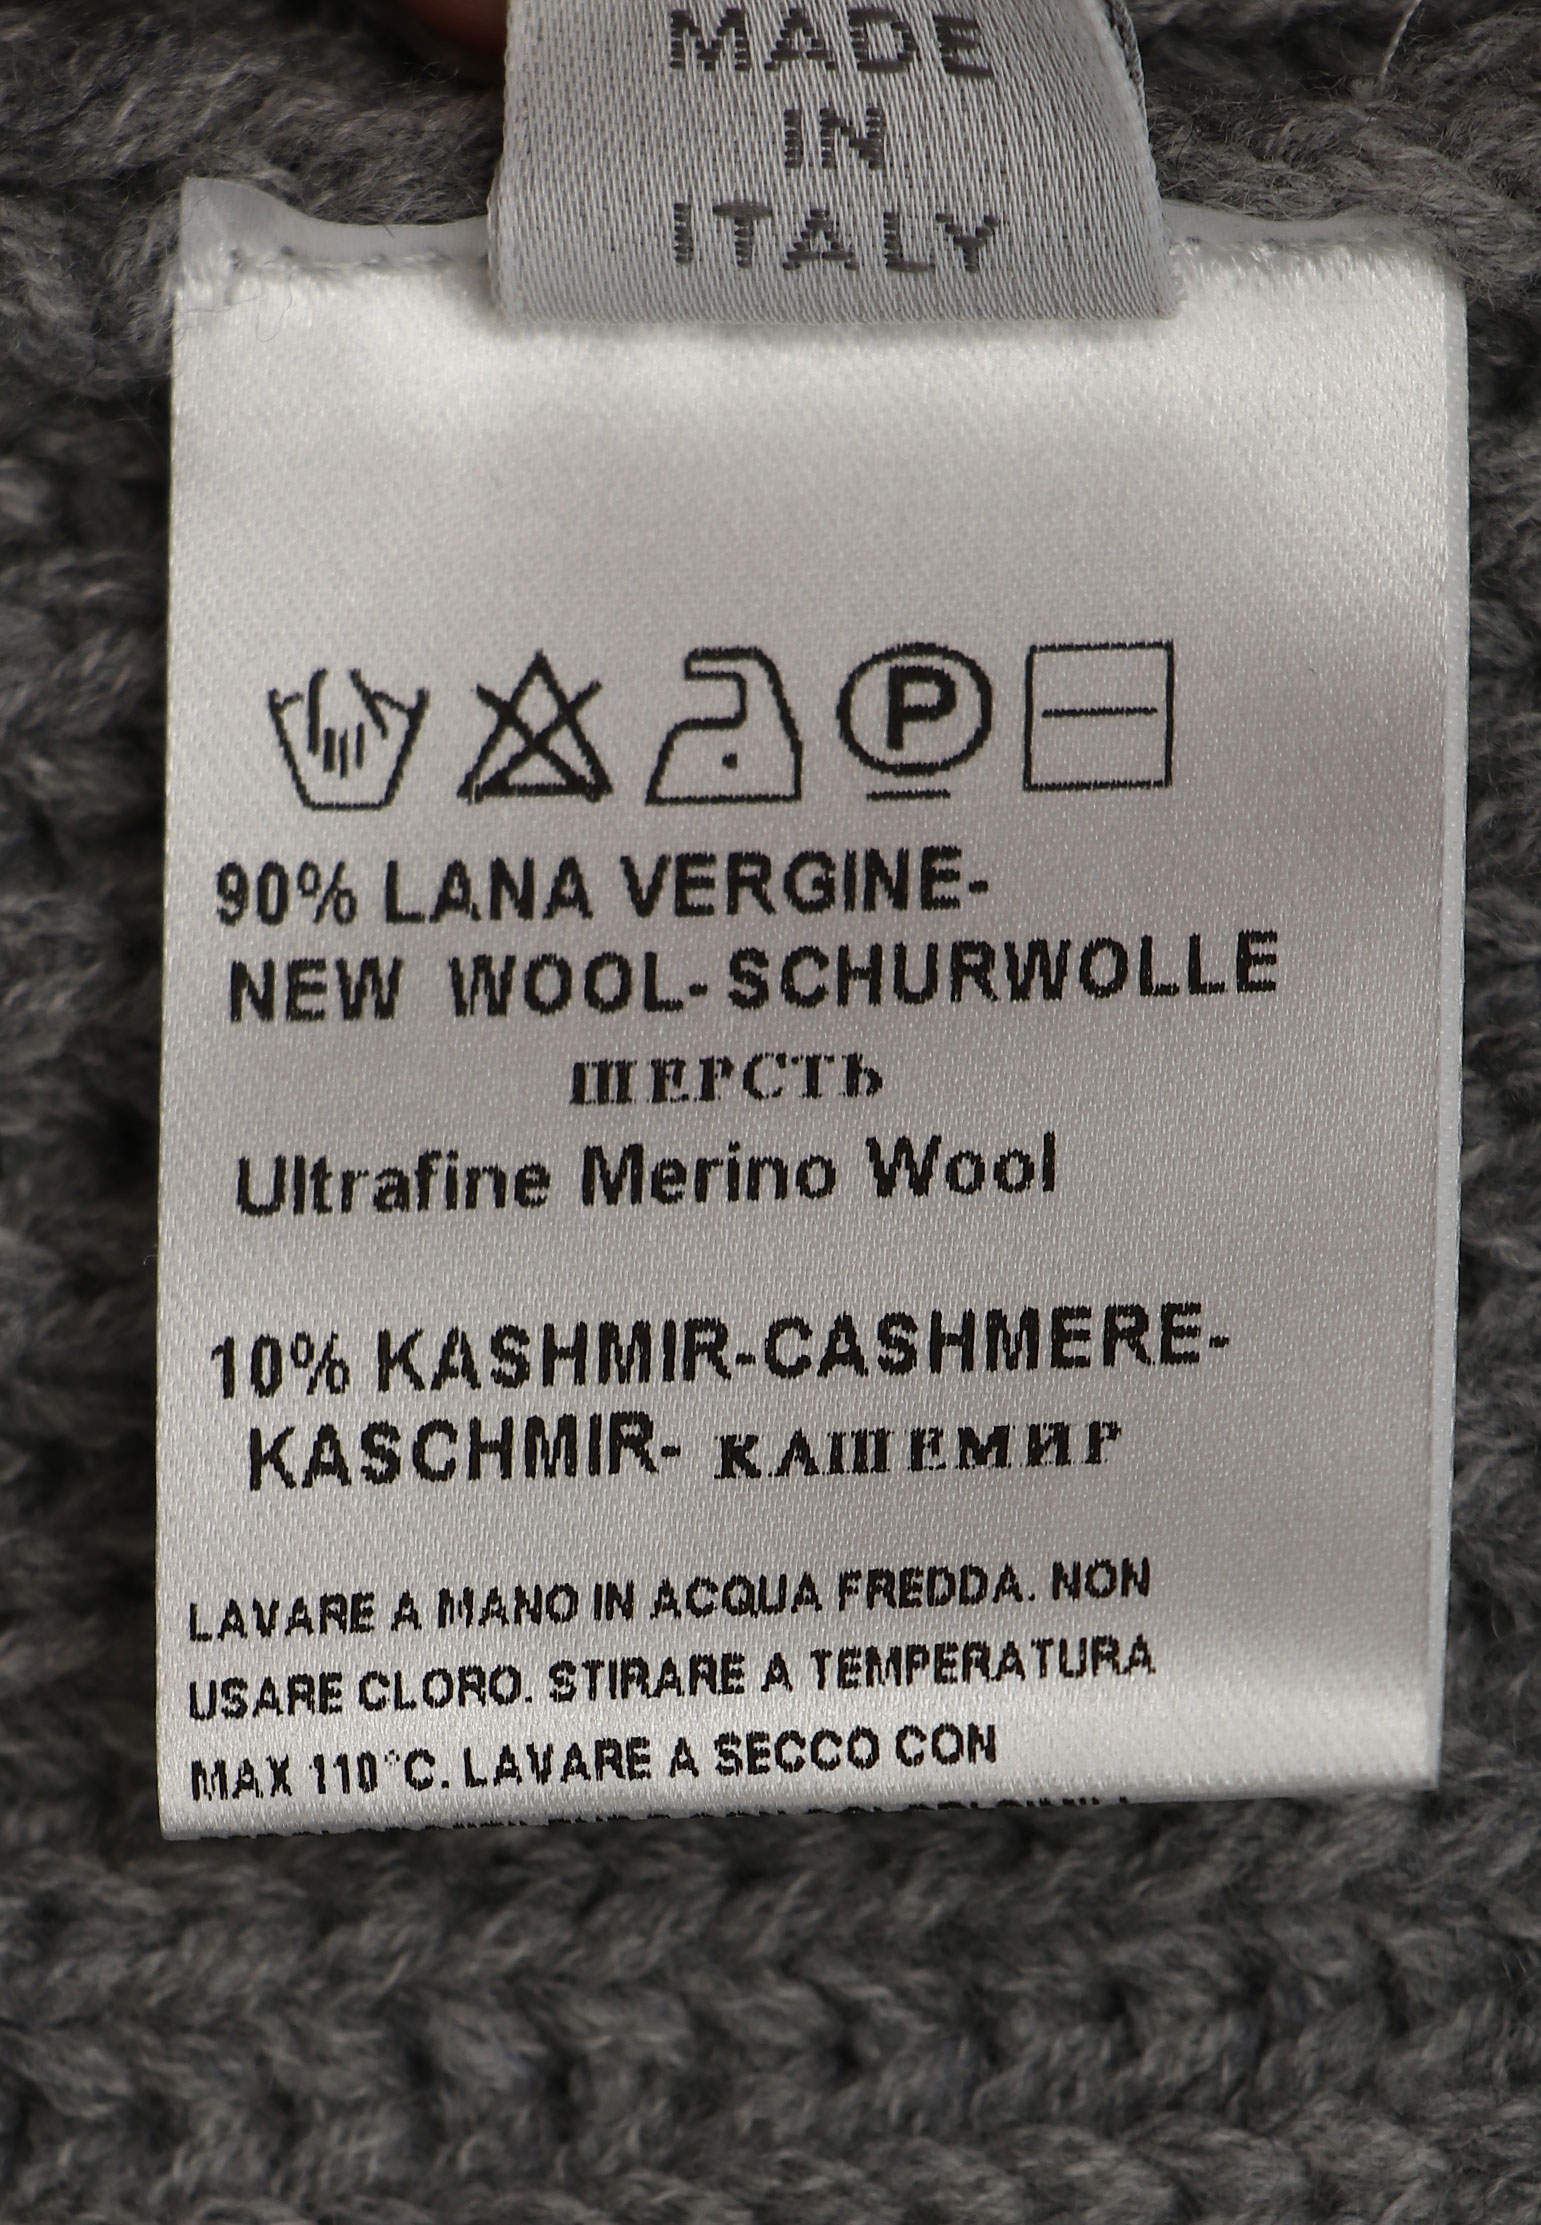 MADE
IN
ITALY
P
90% LANA VERGINE-
NEW WOOL-SCHURWOLLE
ШЕРСТЬ
Ultrafine Merino Wool
10% KASHMIR-CASHMERE-
KASCHMIR- КАШЕМИР
LAVARE A MANO IN ACQUA FREDDA. NON
USARE CLORO. STIRARE A TEMPERATURA
MAX 110°C. LAVARE A SECCO CON